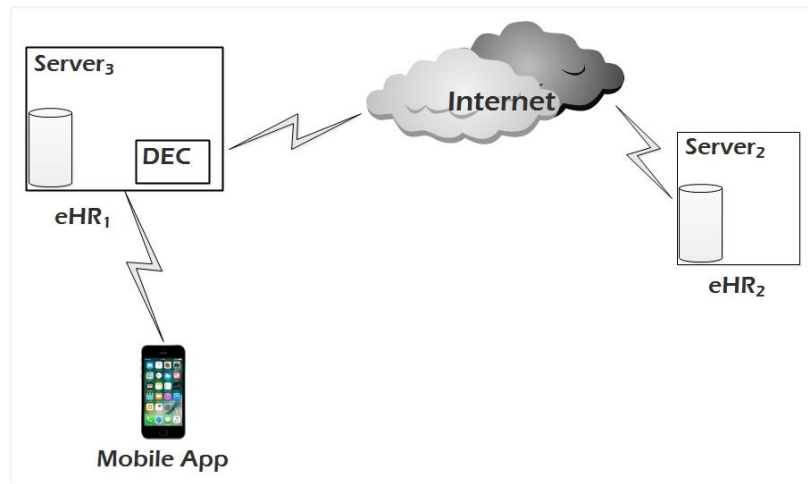 Server₃
Internet
DEC
Server₂
eHR₁
eHR₂
Mobile App